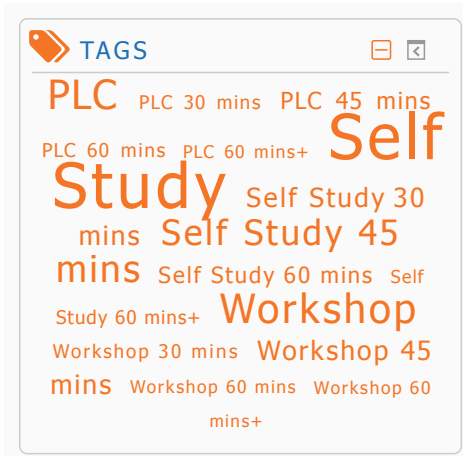 TAGS
PLC PLC 30 mins PLC 45 mins
PLC 60 mins PLC 60 mins+ Self
Study Self Study 30
mins Self Study 45
mins Self Study 60 mins Self
Study 60 mins+ Workshop
Workshop 30 mins Workshop 45
mins Workshop 60 mins Workshop 60
mins+